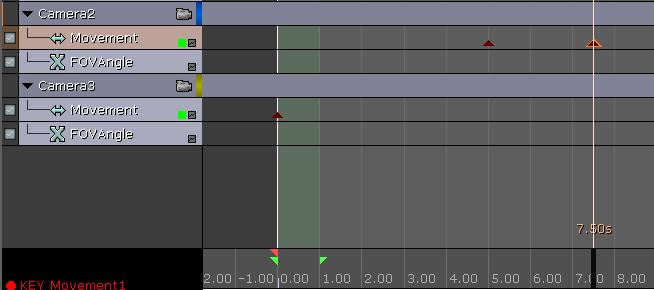 Camera2
Movement
FOVAngle
Camera3
Movement
FOVAngle
7.50s
2.00 -1.00 0.00 1.00 2.00 3.00 4.00 5.00 6.00 7.00 8.00
KEY Movement1